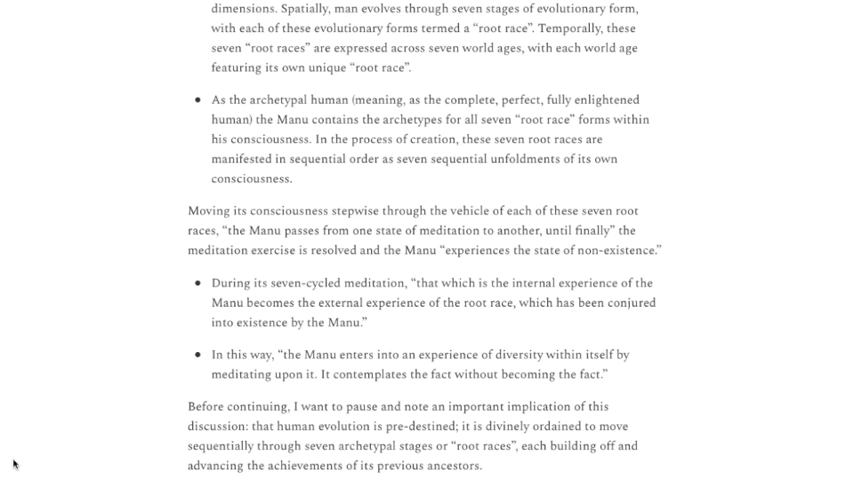 dimensions. Spatially, man evolves through seven stages of evolutionary form,
with each of these evolutionary forms termed a “root race”. Temporally, these
seven “root races” are expressed across seven world ages, with each world age
featuring its own unique “root race”.
• As the archetypal human (meaning, as the complete, perfect, fully enlightened
human) the Manu contains the archetypes for all seven “root race” forms within
his consciousness. In the process of creation, these seven root races are
manifested in sequential order as seven sequential unfoldments of its own
consciousness.
Moving its consciousness stepwise through the vehicle of each of these seven root
races, “the Manu passes from one state of meditation to another, until finally” the
meditation exercise is resolved and the Manu “experiences the state of non-existence.”
• During its seven-cycled meditation, “that which is the internal experience of the
Manu becomes the external experience of the root race, which has been conjured
into existence by the Manu.”
• In this way, “the Manu enters into an experience of diversity within itself by
meditating upon it. It contemplates the fact without becoming the fact.”
Before continuing, I want to pause and note an important implication of this
discussion: that human evolution is pre-destined; it is divinely ordained to move
sequentially through seven archetypal stages or “root races”, each building off and
advancing the achievements of its previous ancestors.